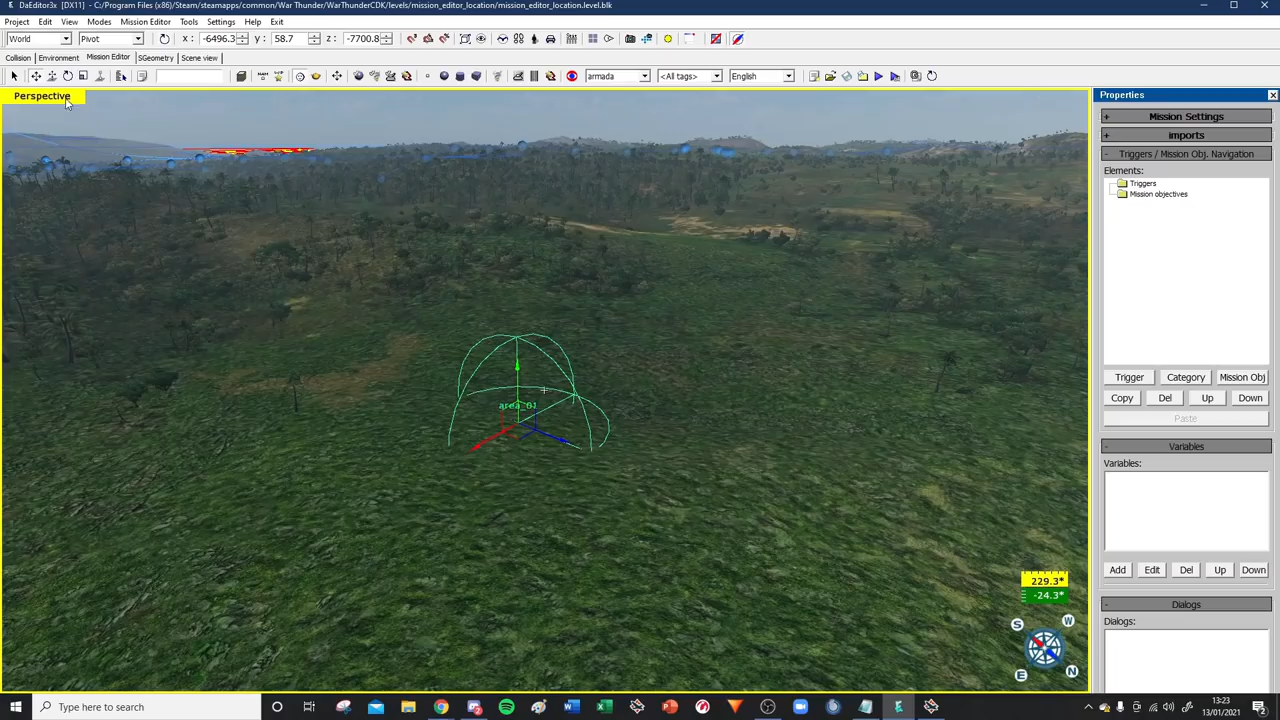 DaEditor3x [DX11] - C:/Program Files (x86)/Steam/steamapps/common/War Thunder/WarThunderCDK/levels/mission_editor_location/mission_editor_location.level.blk
Project Edit View Modes Mission Editor Tools Settings Help Exit
World Pivot x : -6496.3 y : 58.7 z : -7700.8
Collision Environment Mission Editor SGeometry Scene view
armada <All tags> English
Perspective
Properties
+ Mission Settings
+ imports
- Triggers / Mission Obj. Navigation
Elements:
Triggers
Mission objectives
area_01
Trigger Category Mission Obj
Copy Del Up Down
Paste
- Variables
Variables:
Add Edit Del Up Down
229.3*
-24.3*
- Dialogs
Dialogs:
S W
E N
Type here to search
13:23
13/01/2021